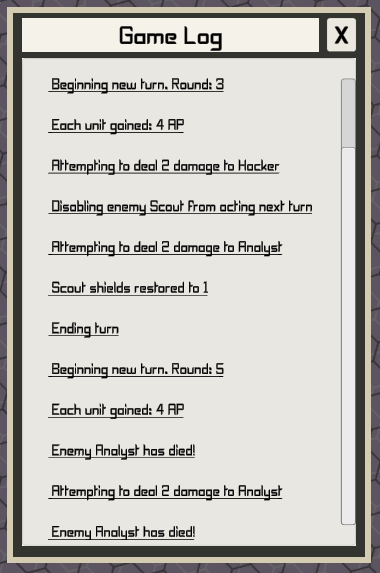 Game Log
X
Beginning new turn. Round: 3
Each unit gained: 4 AP
Attempting to deal 2 damage to Hacker
Disabling enemy Scout from acting next turn
Attempting to deal 2 damage to Analyst
Scout shields restored to 1
Ending turn
Beginning new turn. Round: 5
Each unit gained: 4 AP
Enemy Analyst has died!
Attempting to deal 2 damage to Analyst
Enemy Analyst has died!